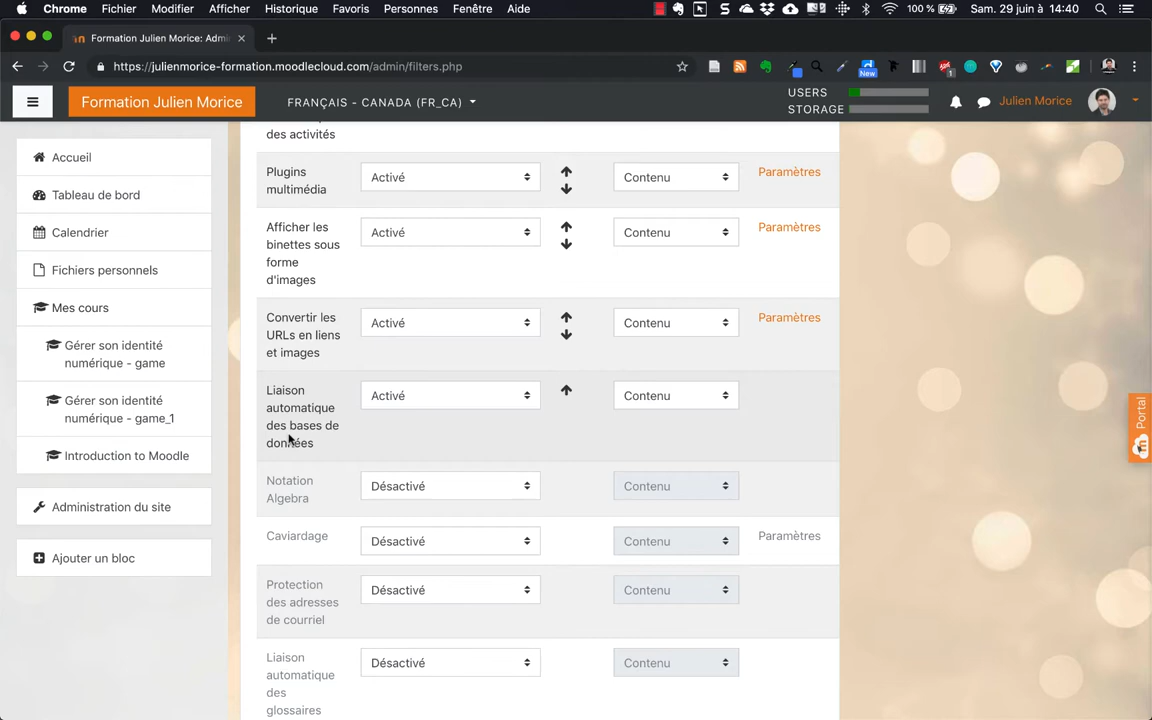 Chrome Fichier Modifier Afficher Historique Favoris Personnes Fenêtre Aide 100 % Sam. 29 juin à 14:40
Formation Julien Morice: Admi
https://julienmorice-formation.moodlecloud.com/admin/filters.php
New
1
Formation Julien Morice
FRANÇAIS - CANADA (FR_CA)
USERS
STORAGE
Julien Morice
Accueil
Tableau de bord
Calendrier
Fichiers personnels
Mes cours
Gérer son identité
numérique - game
Gérer son identité
numérique - game_1
Introduction to Moodle
Administration du site
Ajouter un bloc
des activités
Plugins
multimédia
Activé
Contenu
Paramètres
Afficher les
binettes sous
forme
d'images
Activé
Contenu
Paramètres
Convertir les
URLs en liens
et images
Activé
Contenu
Paramètres
Liaison
automatique
des bases de
données
Activé
Contenu
Notation
Algebra
Désactivé
Contenu
Caviardage
Désactivé
Contenu
Paramètres
Protection
des adresses
de courriel
Désactivé
Contenu
Liaison
automatique
des
glossaires
Désactivé
Contenu
Portal